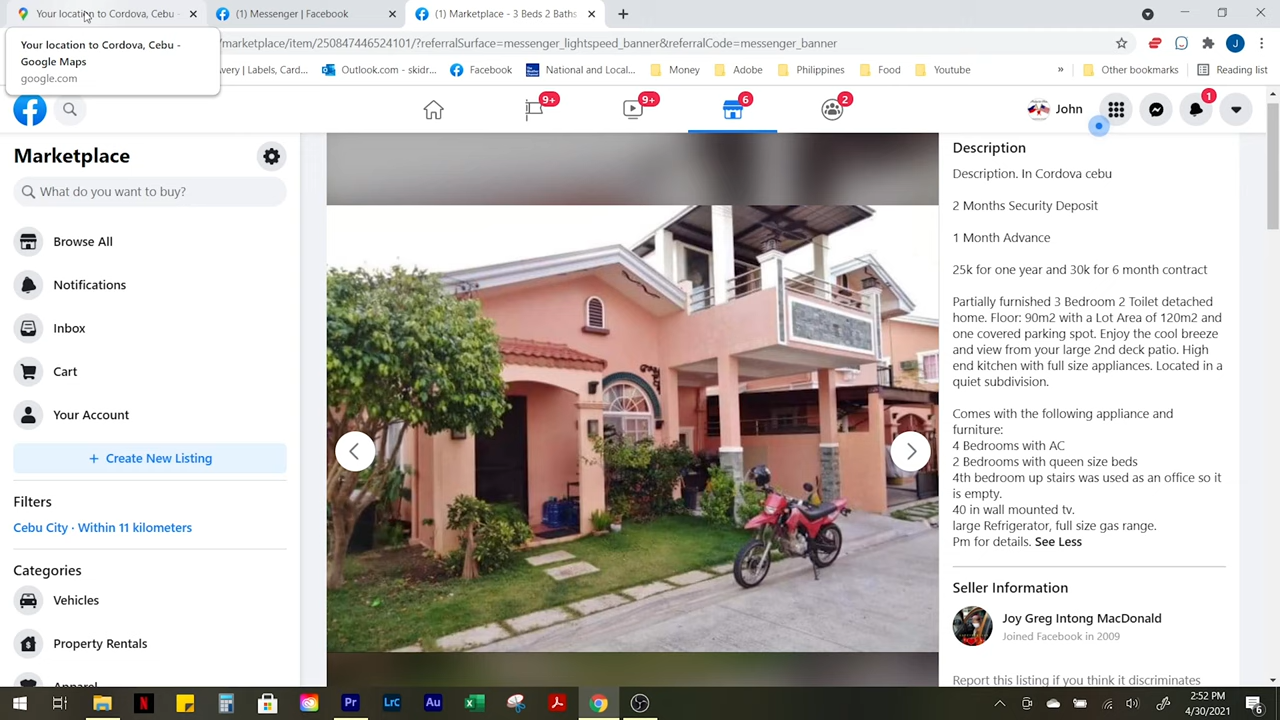 Your location to Cordova, Cebu -
(1) Messenger | Facebook
(1) Marketplace - 3 Beds 2 Baths
Your location to Cordova, Cebu -
Google Maps
google.com
/marketplace/item/250847446524101/?referralSurface=messenger_lightspeed_banner&referralCode=messenger_banner
J
very | Labels, Card...
Outlook.com - skidr...
Facebook
National and Local...
Money
Adobe
Philippines
Food
Youtube
»
Other bookmarks
Reading list
9+
9+
6
2
John
1
Marketplace
What do you want to buy?
Browse All
Notifications
Inbox
Cart
Your Account
+ Create New Listing
Filters
Cebu City · Within 11 kilometers
Categories
Vehicles
Property Rentals
Apparel
Description
Description. In Cordova cebu
2 Months Security Deposit
1 Month Advance
25k for one year and 30k for 6 month contract
Partially furnished 3 Bedroom 2 Toilet detached
home. Floor: 90m2 with a Lot Area of 120m2 and
one covered parking spot. Enjoy the cool breeze
and view from your large 2nd deck patio. High
end kitchen with full size appliances. Located in a
quiet subdivision.
Comes with the following appliance and
furniture:
4 Bedrooms with AC
2 Bedrooms with queen size beds
4th bedroom up stairs was used as an office so it
is empty.
40 in wall mounted tv.
large Refrigerator, full size gas range.
Pm for details. See Less
Seller Information
Joy Greg Intong MacDonald
Joined Facebook in 2009
Report this listing if you think it discriminates
Pr
Lrc
Au
2:52 PM
4/30/2021
6